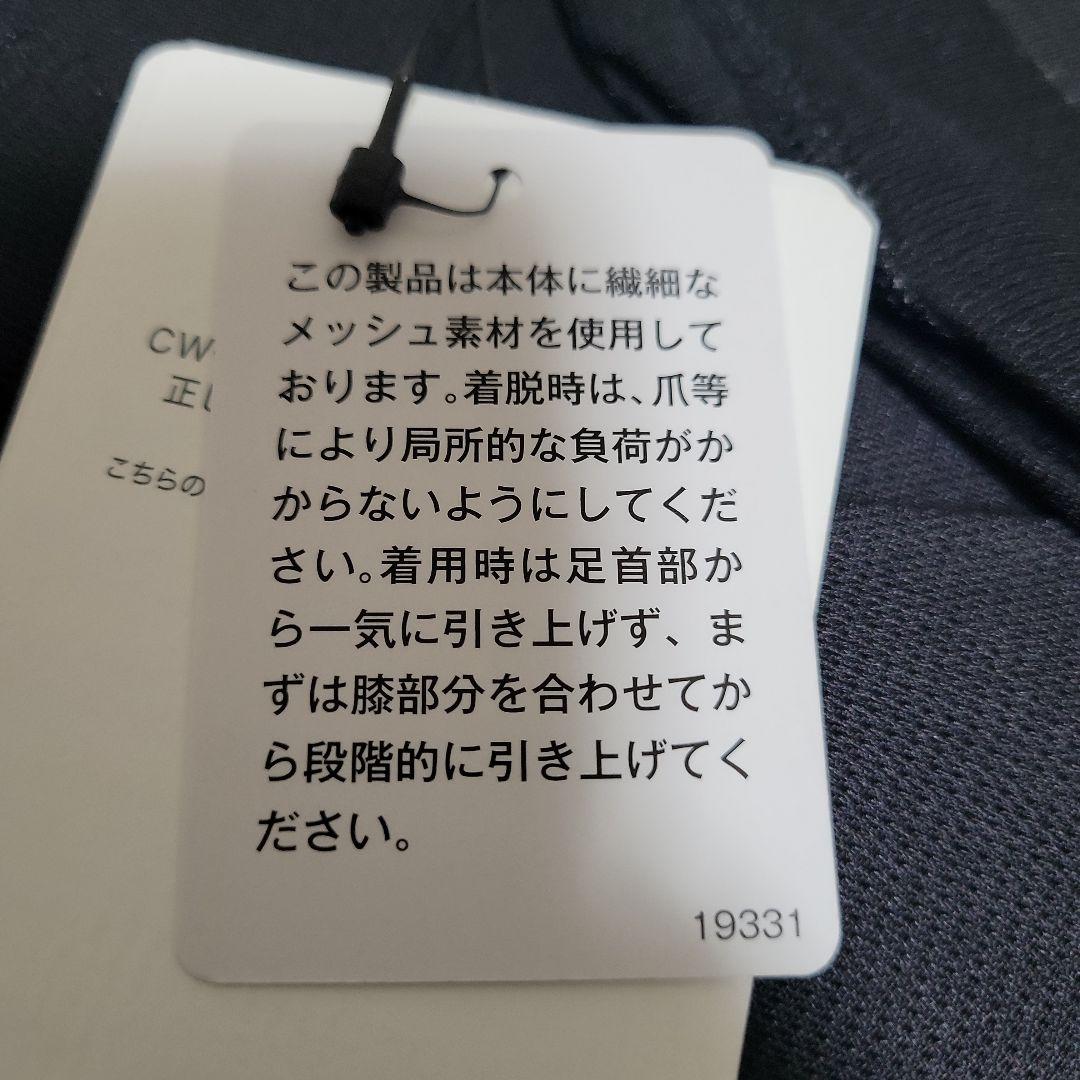 この製品は本体に繊細な
メッシュ素材を使用して
おります。着脱時は、爪等
により局所的な負荷がか
からないようにしてくだ
さい。着用時は足首部か
ら一気に引き上げず、ま
ずは膝部分を合わせてか
ら段階的に引き上げてく
ださい。
19331
CW-
正し
こちらの